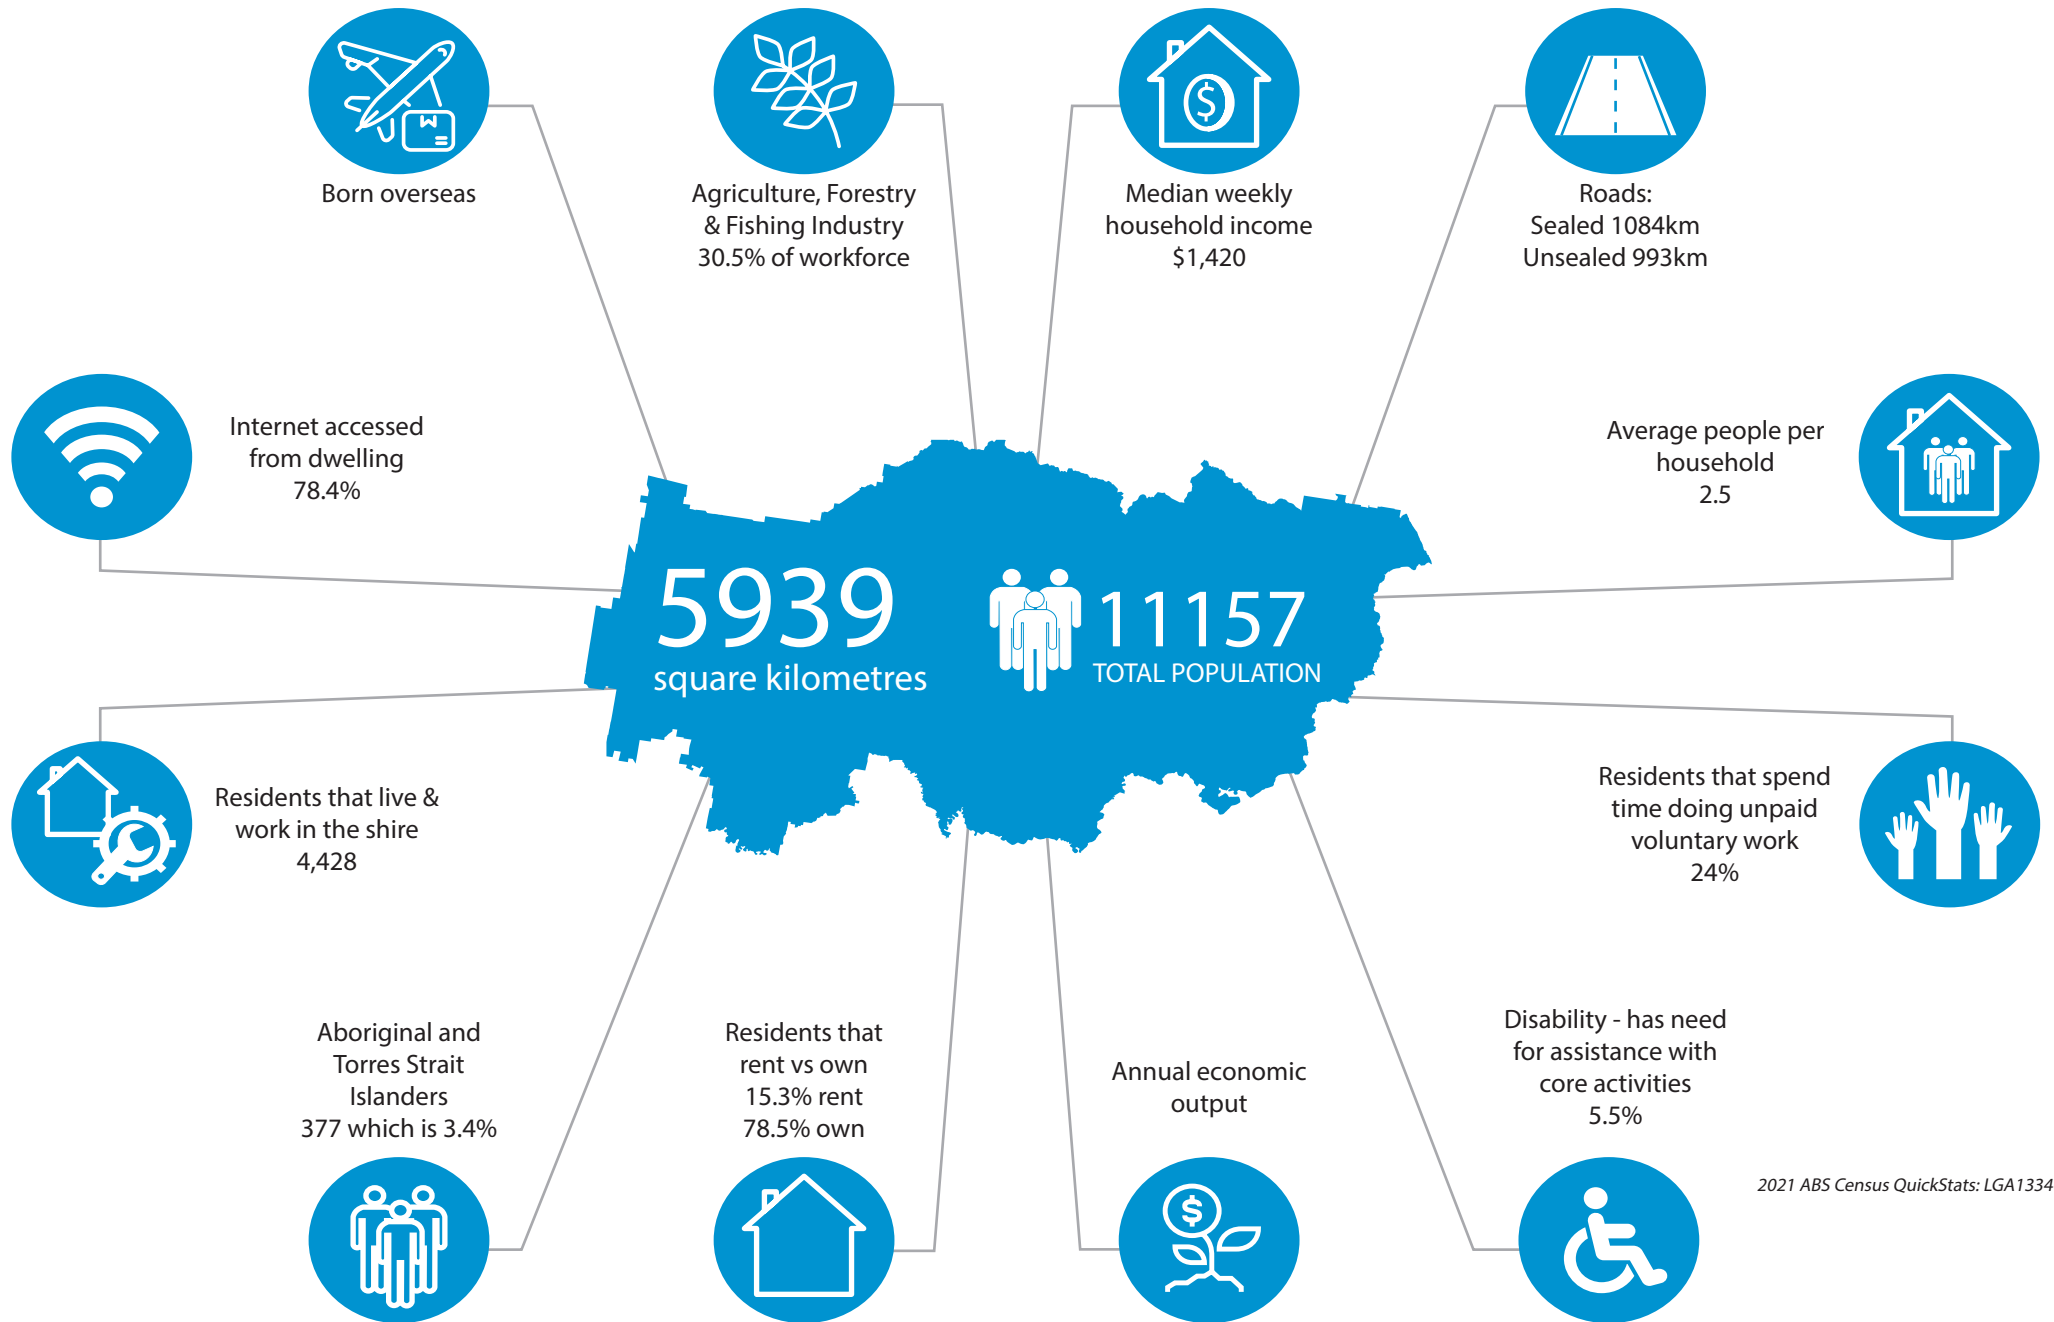 Born overseas
Agriculture, Forestry
& Fishing Industry
30.5% of workforce
Median weekly
household income
$1,420
Roads:
Sealed 1084km
Unsealed 993km
Internet accessed
from dwelling
78.4%
Average people per
household
2.5
5939
square kilometres
11157
TOTAL POPULATION
Residents that live &
work in the shire
4,428
Residents that spend
time doing unpaid
voluntary work
24%
Aboriginal and
Torres Strait
Islanders
377 which is 3.4%
Residents that
rent vs own
15.3% rent
78.5% own
Annual economic
output
Disability - has need
for assistance with
core activities
5.5%
2021 ABS Census QuickStats: LGA1334